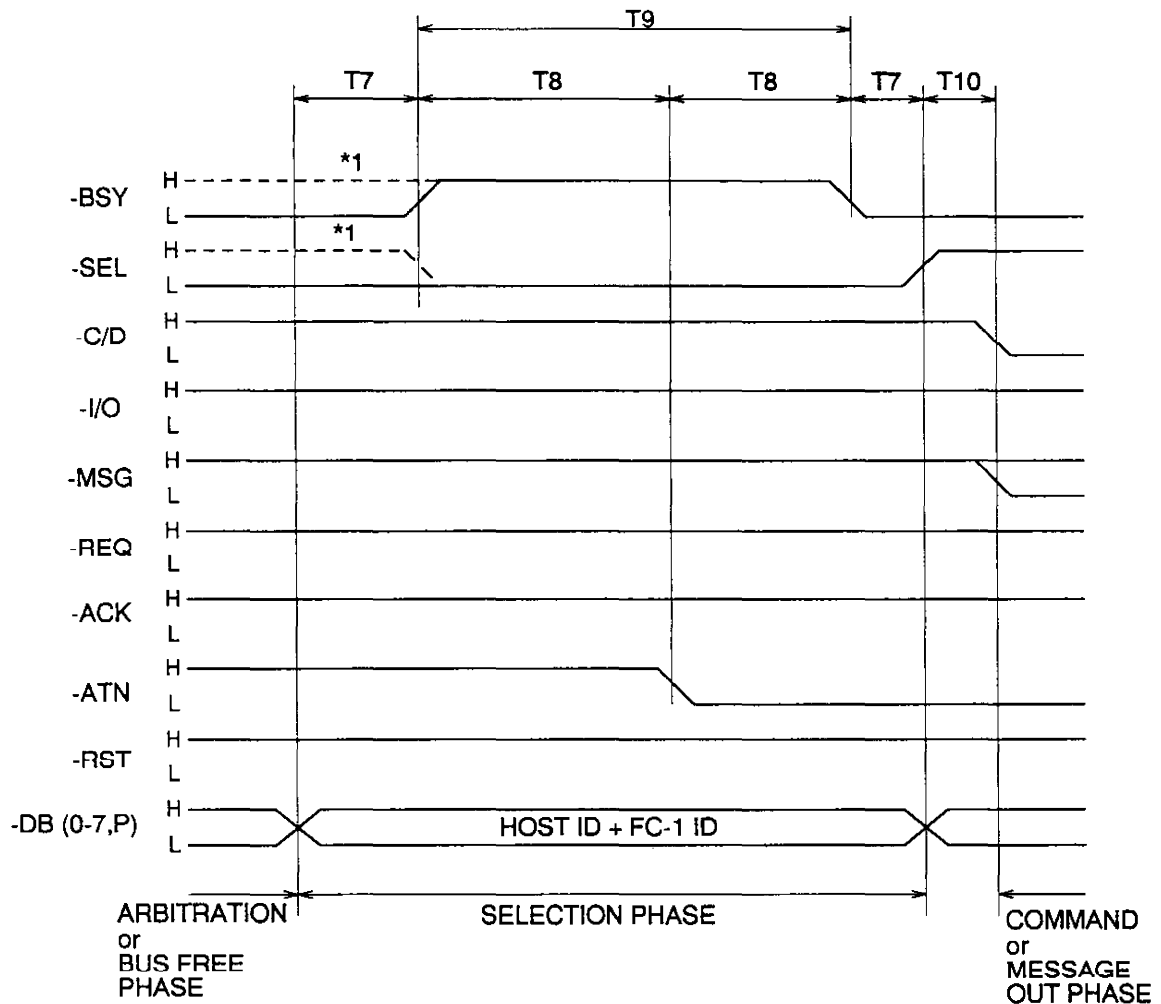 T9
T7 T8 T8 T7 T10
*1
-BSY H
L
*1
-SEL H
L
-C/D H
L
-I/O H
L
-MSG H
L
-REQ H
L
-ACK H
L
-ATN H
L
-RST H
L
-DB (0-7,P) H
L
HOST ID + FC-1 ID
ARBITRATION
or
BUS FREE
PHASE
SELECTION PHASE
COMMAND
or
MESSAGE
OUT PHASE